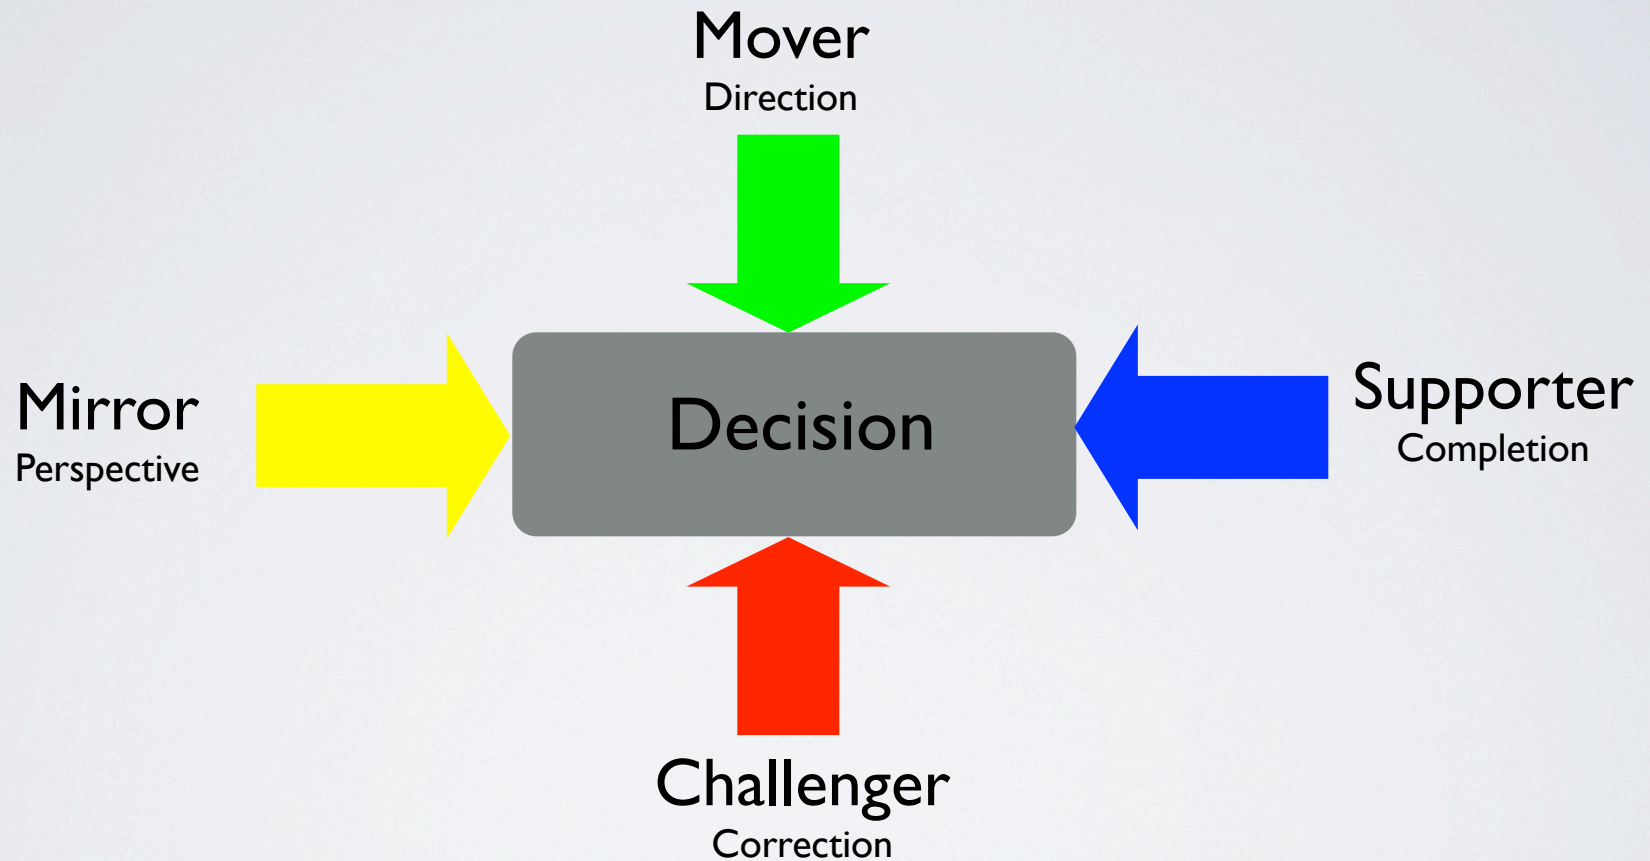 Mover
Direction
Mirror
Perspective
Decision
Supporter
Completion
Challenger
Correction